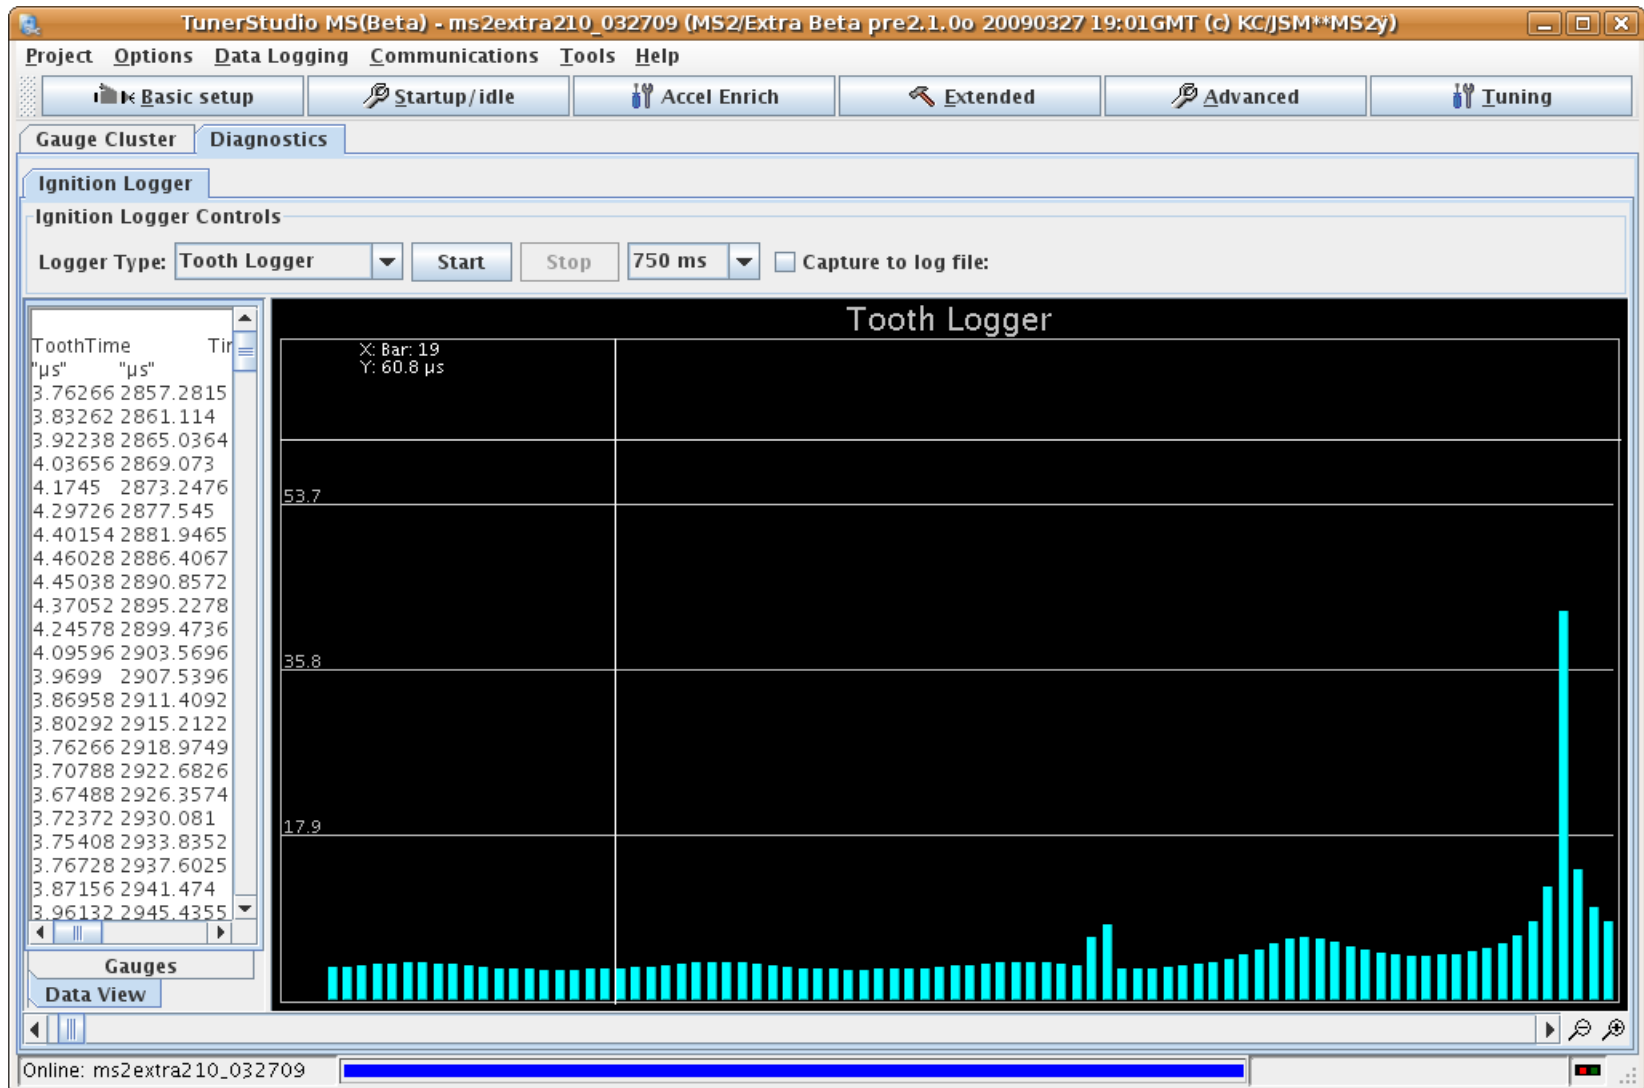 TunerStudio MS(Beta) - ms2extra210_032709 (MS2/Extra Beta pre2.1.0o 20090327 19:01GMT (c) KC/JSM**MS2ÿ)
Project Options Data Logging Communications Tools Help
Basic setup Startup/idle Accel Enrich Extended Advanced Tuning
Gauge Cluster Diagnostics
Ignition Logger
Ignition Logger Controls
Logger Type: Tooth Logger Start Stop 750 ms Capture to log file:
Tooth Logger
X: Bar: 19
Y: 60.8 µs
53.7
35.8
17.9
ToothTime Tir
"µs" "µs"
3.76266 2857.2815
3.83262 2861.114
3.92238 2865.0364
4.03656 2869.073
4.1745 2873.2476
4.29726 2877.545
4.40154 2881.9465
4.46028 2886.4067
4.45038 2890.8572
4.37052 2895.2278
4.24578 2899.4736
4.09596 2903.5696
3.9699 2907.5396
3.86958 2911.4092
3.80292 2915.2122
3.76266 2918.9749
3.70788 2922.6826
3.67488 2926.3574
3.72372 2930.081
3.75408 2933.8352
3.76728 2937.6025
3.87156 2941.474
3.96132 2945.4355
Gauges
Data View
Online: ms2extra210_032709